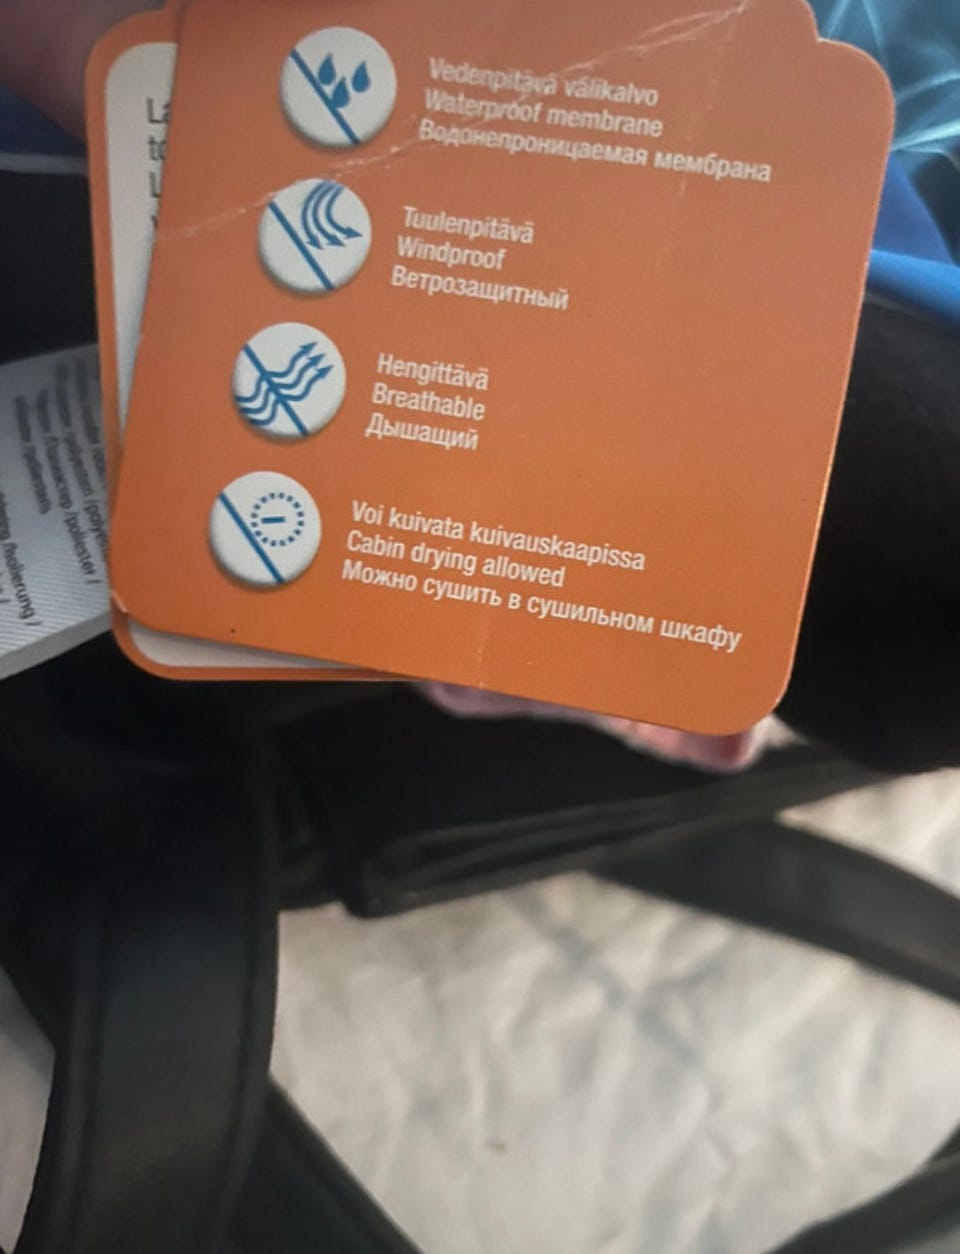 Vedenpitävä välikalvo
Waterproof membrane
Водонепроницаемая мембрана
Tuulenpitävä
Windproof
Ветрозащитный
Hengittävä
Breathable
Дышащий
Voi kuivata kuivauskaapissa
Cabin drying allowed
Можно сушить в сушильном шкафу